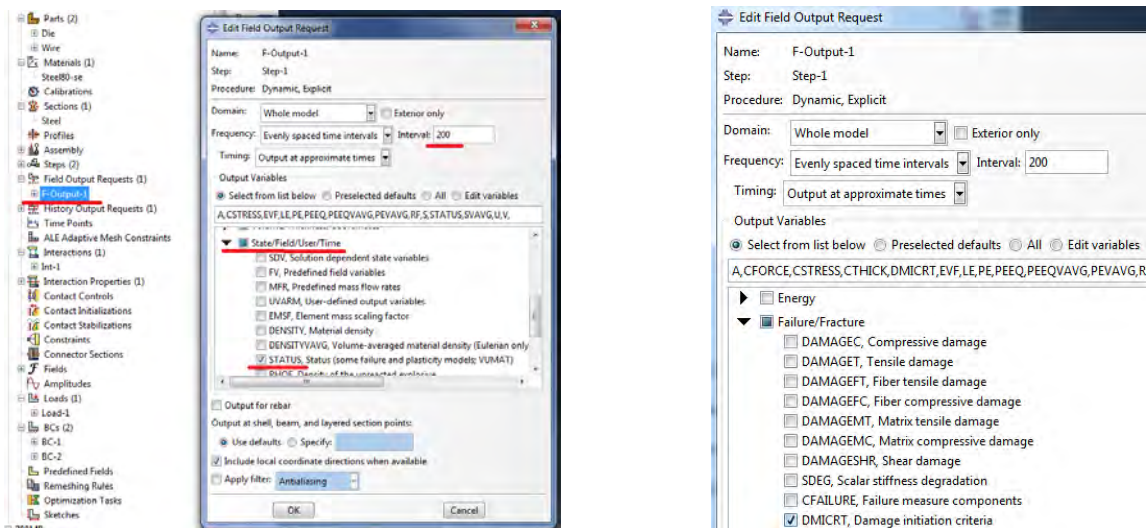 Parts (2)
Die
Wire
Materials (1)
Steel80-se
Calibrations
Sections (1)
Steel
Profiles
Assembly
Steps (2)
Field Output Requests (1)
F-Output-1
History Output Requests (1)
Time Points
ALE Adaptive Mesh Constraints
Interactions (1)
Int-1
Interaction Properties (1)
Contact Controls
Contact Initializations
Contact Stabilizations
Constraints
Connector Sections
Fields
Amplitudes
Loads (1)
Load-1
BCs (2)
BC-1
BC-2
Predefined Fields
Remeshing Rules
Optimization Tasks
Sketches
Edit Field Output Request
Name: F-Output-1
Step: Step-1
Procedure: Dynamic, Explicit
Domain: Whole model Exterior only
Frequency: Evenly spaced time intervals Interval: 200
Timing: Output at approximate times
Output Variables
Select from list below Preselected defaults All Edit variables
A,CSTRESS,EVF,LE,PE,PEEQ,PEEQVAVG,PEVAVG,RF,S,STATUS,SVAVG,U,V,
State/Field/User/Time
SDV, Solution dependent state variables
FV, Predefined field variables
MFR, Predefined mass flow rates
UVARM, User-defined output variables
EMSF, Element mass scaling factor
DENSITY, Material density
DENSITYVAVG, Volume-averaged material density (Eulerian only
STATUS, Status (some failure and plasticity models; VUMAT)
Output for rebar
Output at shell, beam, and layered section points:
Use defaults Specify:
Include local coordinate directions when available
Apply filter: Antialiasing
OK Cancel
Edit Field Output Request
Name: F-Output-1
Step: Step-1
Procedure: Dynamic, Explicit
Domain: Whole model Exterior only
Frequency: Evenly spaced time intervals Interval: 200
Timing: Output at approximate times
Output Variables
Select from list below Preselected defaults All Edit variables
A,CFORCE,CSTRESS,CTHICK,DMICRT,EVF,LE,PE,PEEQ,PEEQVAVG,PEVAVG,R
Energy
Failure/Fracture
DAMAGEC, Compressive damage
DAMAGET, Tensile damage
DAMAGEFT, Fiber tensile damage
DAMAGEFC, Fiber compressive damage
DAMAGEMT, Matrix tensile damage
DAMAGEMC, Matrix compressive damage
DAMAGESHR, Shear damage
SDEG, Scalar stiffness degradation
CFAILURE, Failure measure components
DMICRT, Damage initiation criteria